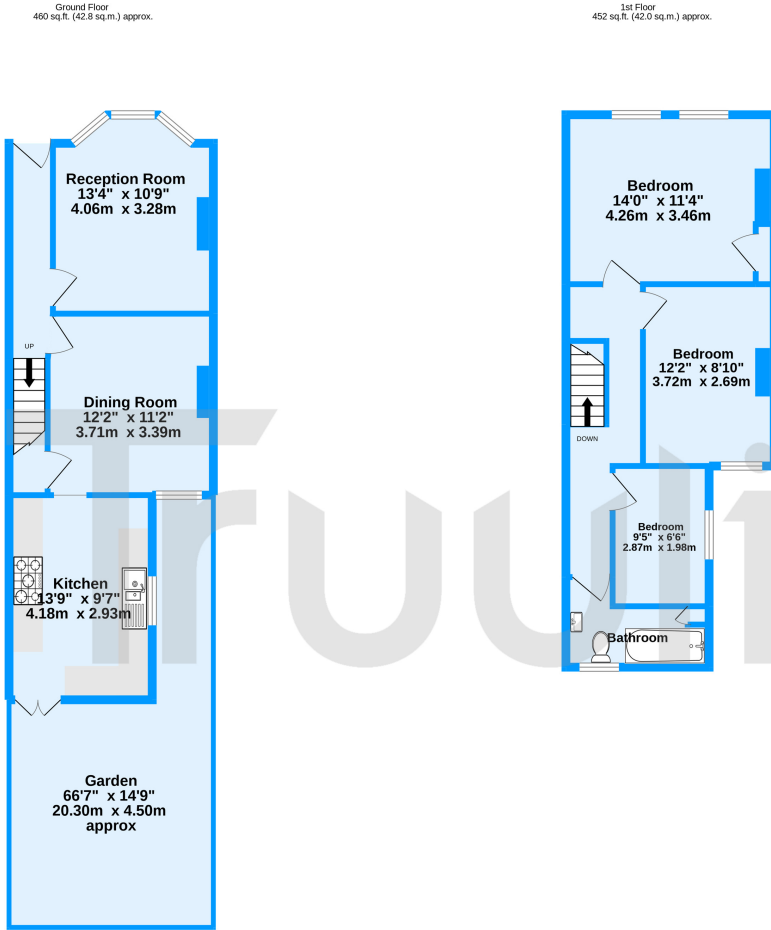 Ground Floor
460 sq.ft. (42.8 sq.m.) approx.
1st Floor
452 sq.ft. (42.0 sq.m.) approx.
Reception Room
13'4" x 10'9"
4.06m x 3.28m
UP
Dining Room
12'2" x 11'2"
3.71m x 3.39m
Kitchen
13'9" x 9'7"
4.18m x 2.93m
Garden
66'7" x 14'9"
20.30m x 4.50m
approx
Bedroom
14'0" x 11'4"
4.26m x 3.46m
Bedroom
12'2" x 8'10"
3.72m x 2.69m
DOWN
Bedroom
9'5" x 6'6"
2.87m x 1.98m
Bathroom
Truuli